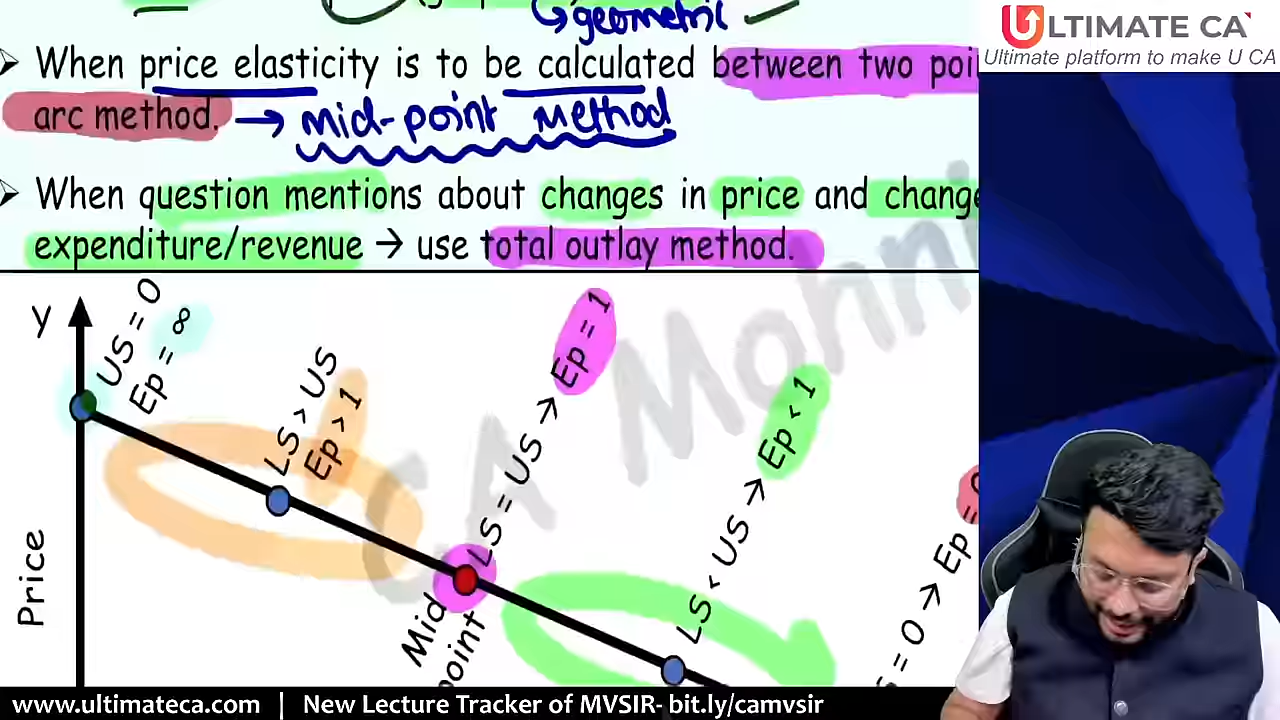 ↳ geometric
ULTIMATE CA
Ultimate platform to make U CA
➢ When price elasticity is to be calculated between two poi
arc method. → mid-point method
➢ When question mentions about changes in price and change
expenditure/revenue → use total outlay method.
Y
US = 0
Ep = ∞
LS > US
Ep > 1
LS = US → Ep = 1
LS < US → Ep < 1
S = 0 → Ep = 0
Price
Mid
point
CA Mohni
www.ultimateca.com | New Lecture Tracker of MVSIR- bit.ly/camvsir